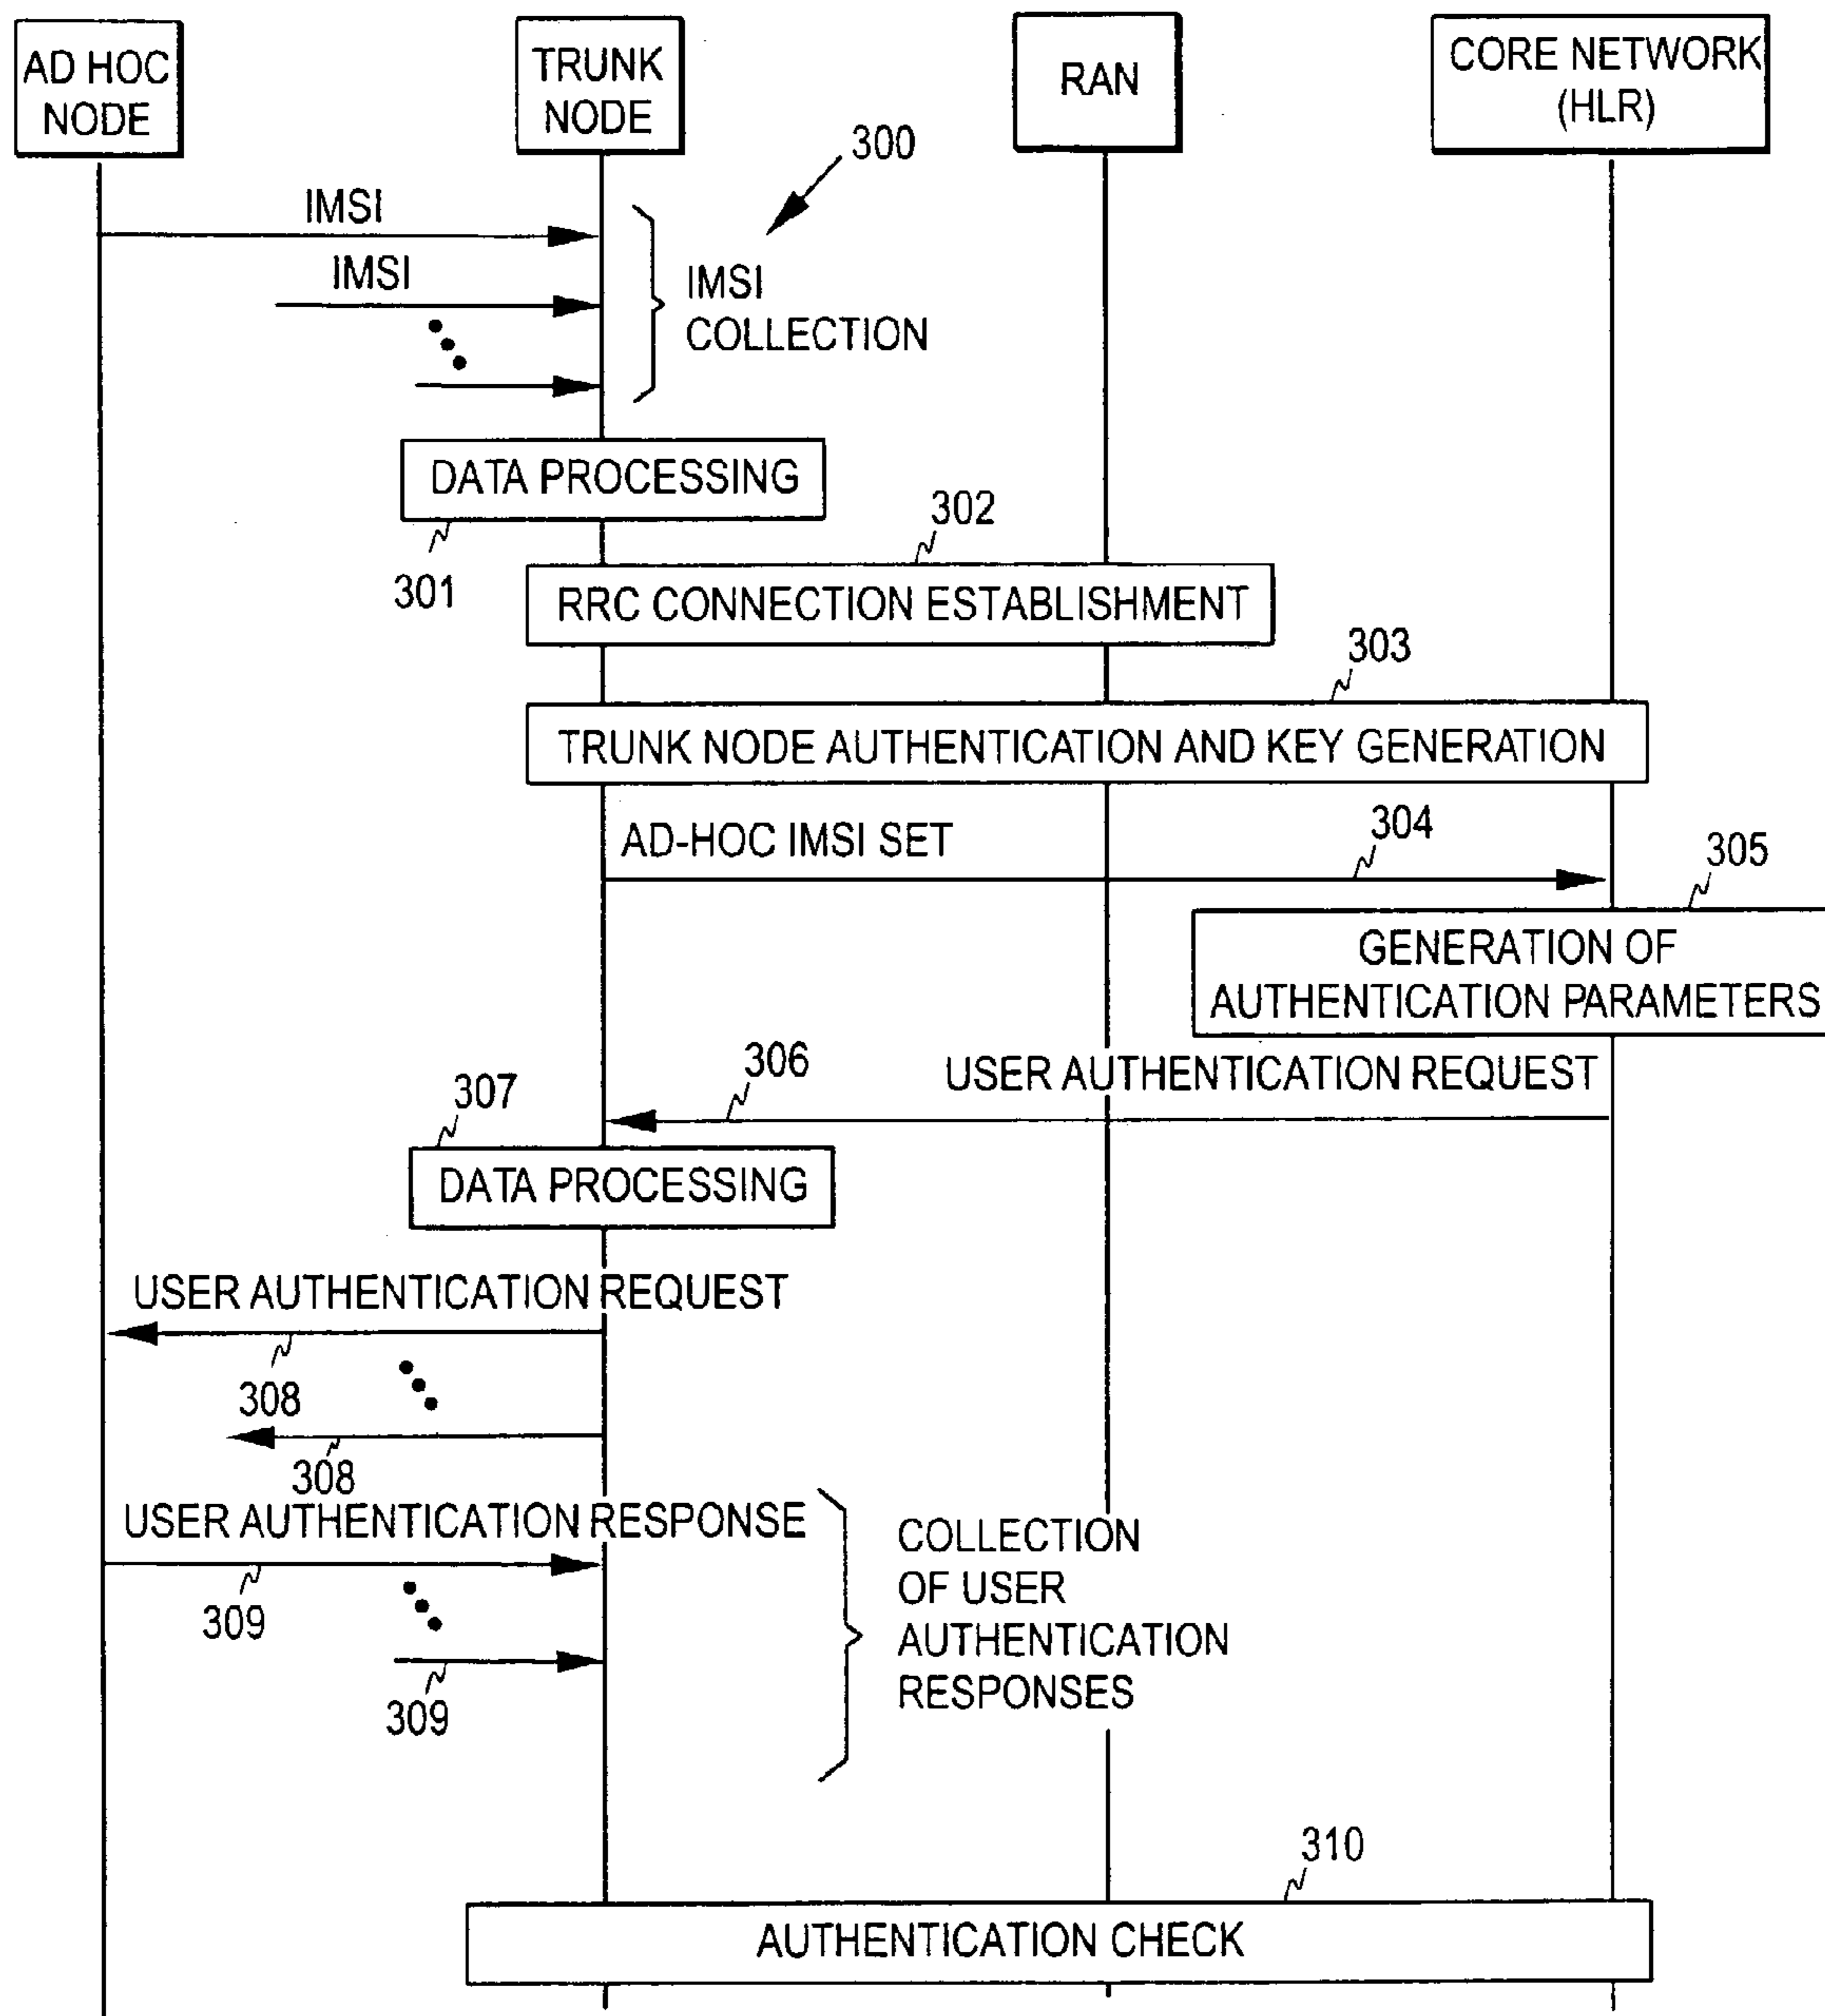 AD HOC
NODE
TRUNK
NODE
RAN
CORE NETWORK
(HLR)
300
IMSI
IMSI
IMSI
COLLECTION
DATA PROCESSING
301
302
RRC CONNECTION ESTABLISHMENT
303
TRUNK NODE AUTHENTICATION AND KEY GENERATION
AD-HOC IMSI SET
304
305
GENERATION OF
AUTHENTICATION PARAMETERS
306
USER AUTHENTICATION REQUEST
307
DATA PROCESSING
USER AUTHENTICATION REQUEST
308
308
USER AUTHENTICATION RESPONSE
309
309
COLLECTION
OF USER
AUTHENTICATION
RESPONSES
310
AUTHENTICATION CHECK